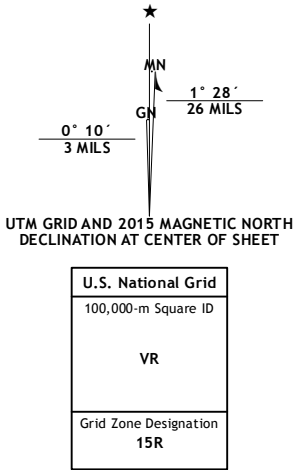 ★
MN
1° 28´
26 MILS
GN
0° 10´
3 MILS
UTM GRID AND 2015 MAGNETIC NORTH
DECLINATION AT CENTER OF SHEET
U.S. National Grid
100,000-m Square ID
VR
Grid Zone Designation
15R